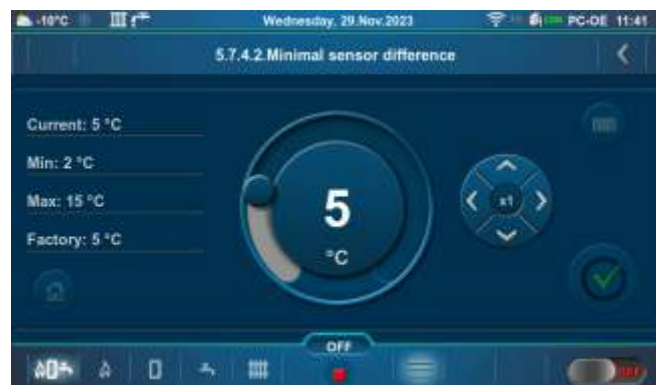 -10°C Wednesday, 29.Nov.2023 PC-OE 11:41
5.7.4.2.Minimal sensor difference
Current: 5 °C
Min: 2 °C
Max: 15 °C
Factory: 5 °C
5
°C
x1
OFF
OFF